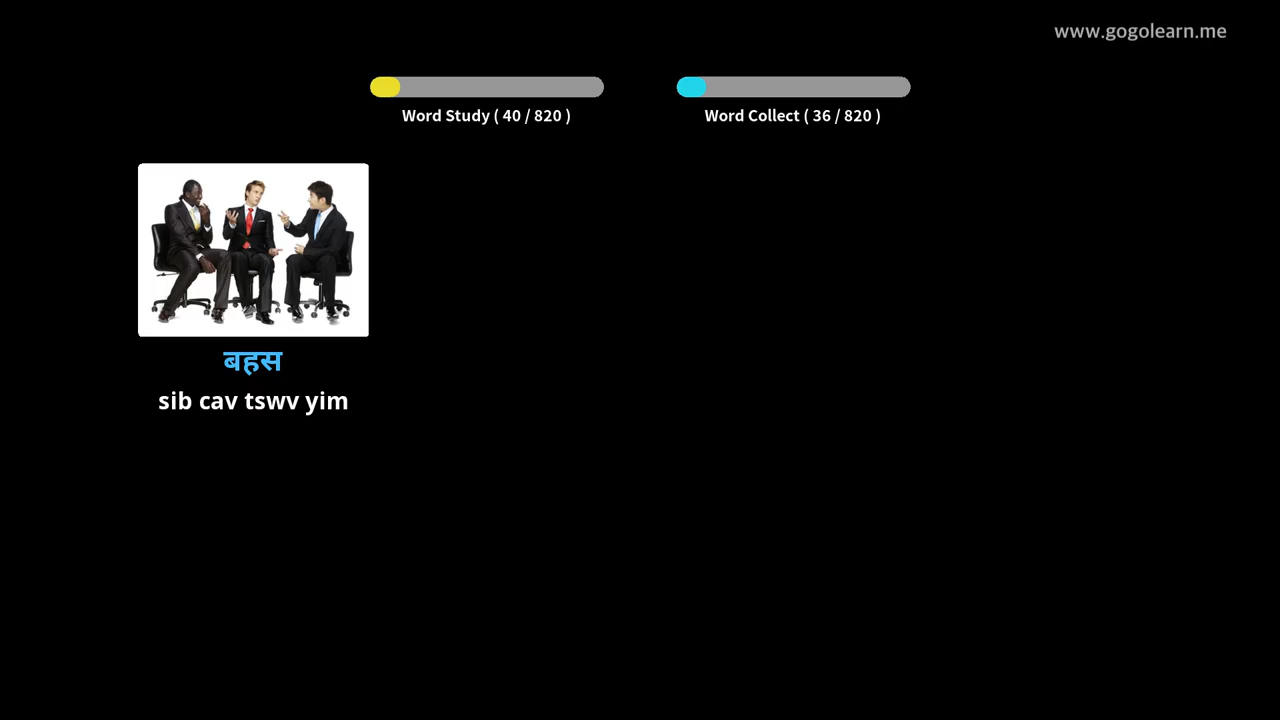 www.gogolearn.me
Word Study ( 40 / 820 )
Word Collect ( 36 / 820 )
बहस
sib cav tswv yim